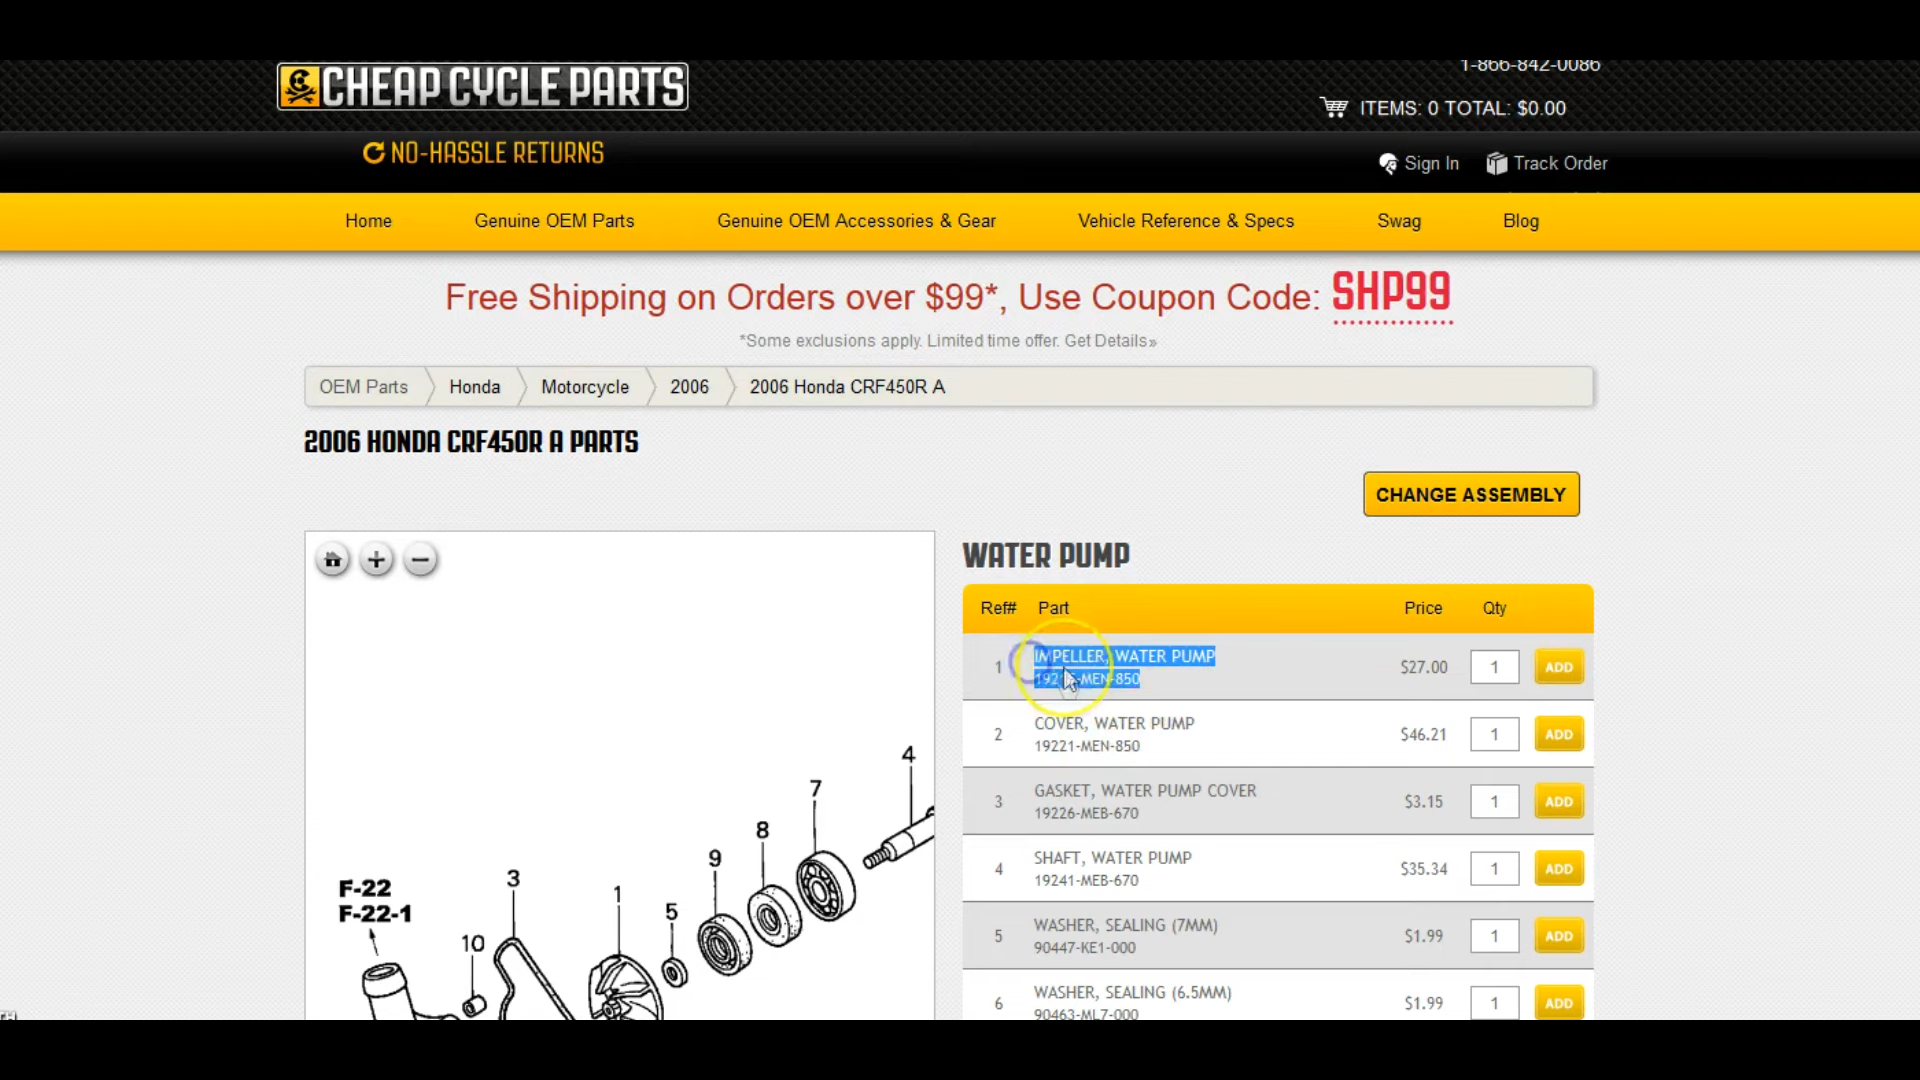 1-866-842-0086
CHEAP CYCLE PARTS
ITEMS: 0 TOTAL: $0.00
NO-HASSLE RETURNS
Sign In Track Order
Home Genuine OEM Parts Genuine OEM Accessories & Gear Vehicle Reference & Specs Swag Blog
Free Shipping on Orders over $99*, Use Coupon Code: SHP99
*Some exclusions apply. Limited time offer. Get Details»
OEM Parts Honda Motorcycle 2006 2006 Honda CRF450R A
2006 HONDA CRF450R A PARTS
CHANGE ASSEMBLY
WATER PUMP
Ref# Part Price Qty
1 IMPELLER, WATER PUMP $27.00 1 ADD
MEN-850
2 COVER, WATER PUMP $46.21 1 ADD
19221-MEN-850
3 GASKET, WATER PUMP COVER $3.15 1 ADD
19226-MEB-670
4 SHAFT, WATER PUMP $35.34 1 ADD
19241-MEB-670
5 WASHER, SEALING (7MM) $1.99 1 ADD
90447-KE1-000
6 WASHER, SEALING (6.5MM) $1.99 1 ADD
90463-ML7-000
4
7
8
9
3
1
5
10
F-22
F-22-1